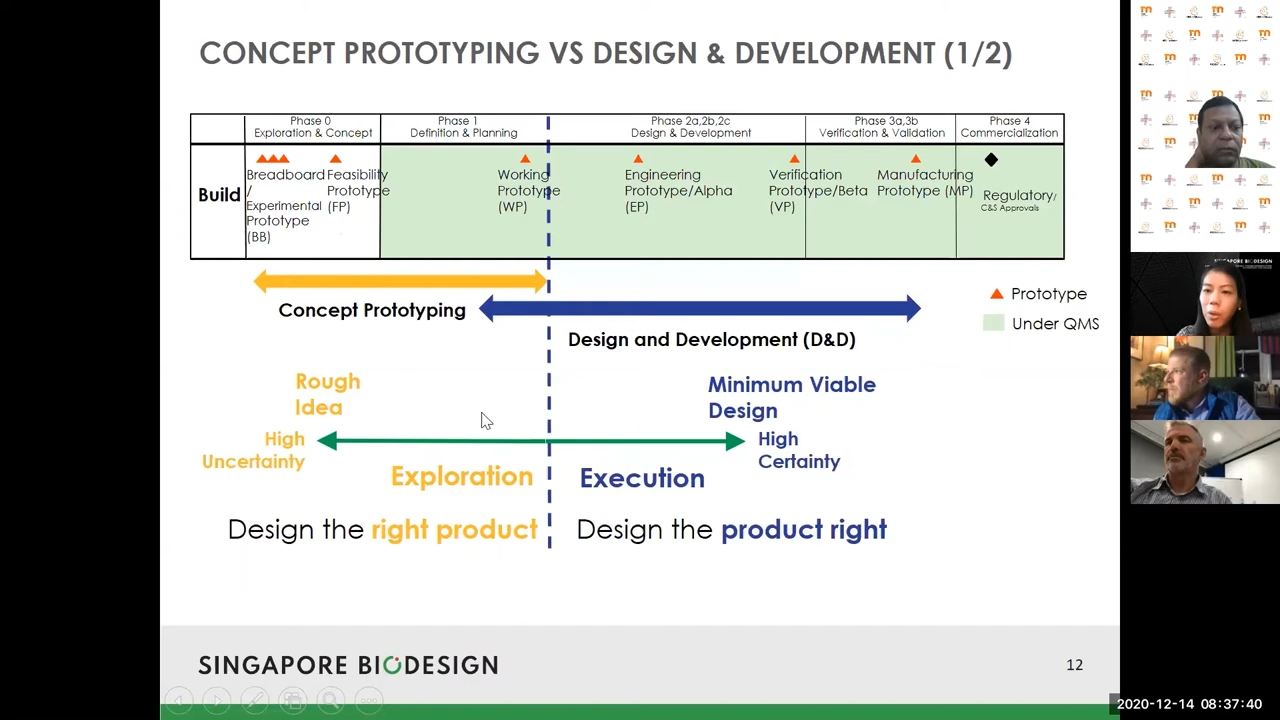 CONCEPT PROTOTYPING VS DESIGN & DEVELOPMENT (1/2)
Phase 0
Exploration & Concept
Phase 1
Definition & Planning
Phase 2a,2b,2c
Design & Development
Phase 3a,3b
Verification & Validation
Phase 4
Commercialization
Build
Breadboard
/
Experimental
Prototype
(BB)
Feasibility
Prototype
(FP)
Working
Prototype
(WP)
Engineering
Prototype/Alpha
(EP)
Verification
Prototype/Beta
(VP)
Manufacturing
Prototype (MP)
Regulatory/
C&S Approvals
Concept Prototyping
Design and Development (D&D)
Prototype
Under QMS
Rough
Idea
Minimum Viable
Design
High
Uncertainty
High
Certainty
Exploration
Execution
Design the right product
Design the product right
SINGAPORE BIODESIGN
12
SINGAPORE BIODESIGN
2020-12-14 08:37:40